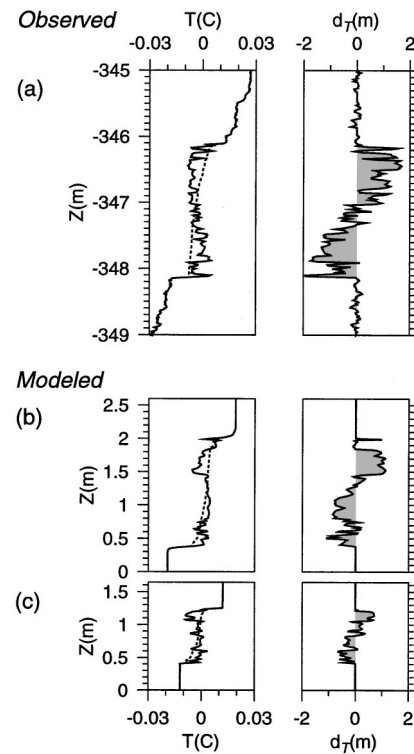 Observed
T(C)
d_T(m)
-0.03 0 0.03
-2 0 2
(a)
Z(m)
-345
-346
-347
-348
-349
Modeled
(b)
Z(m)
2.5
2
1.5
1
0.5
0
(c)
Z(m)
1
0.5
0
-0.03 0 0.03
-2 0 2
T(C)
d_T(m)